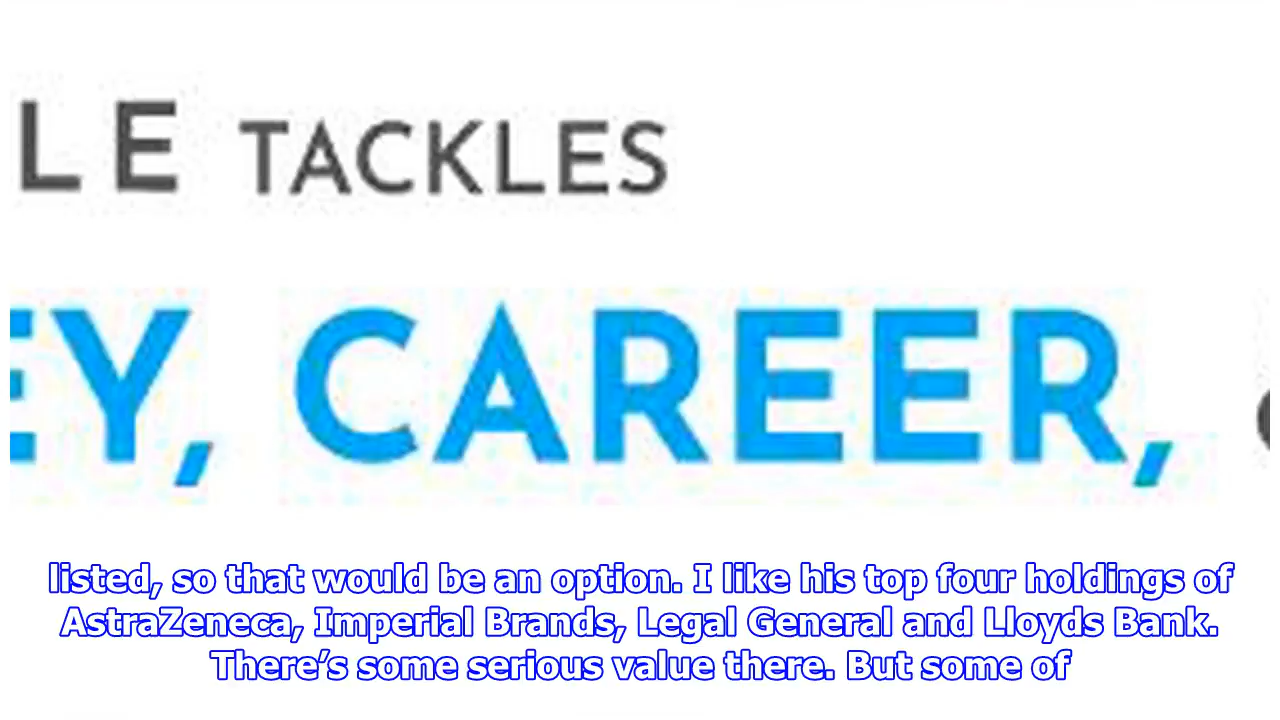 LE TACKLES
EY, CAREER,
listed, so that would be an option. I like his top four holdings of
AstraZeneca, Imperial Brands, Legal General and Lloyds Bank.
There’s some serious value there. But some of